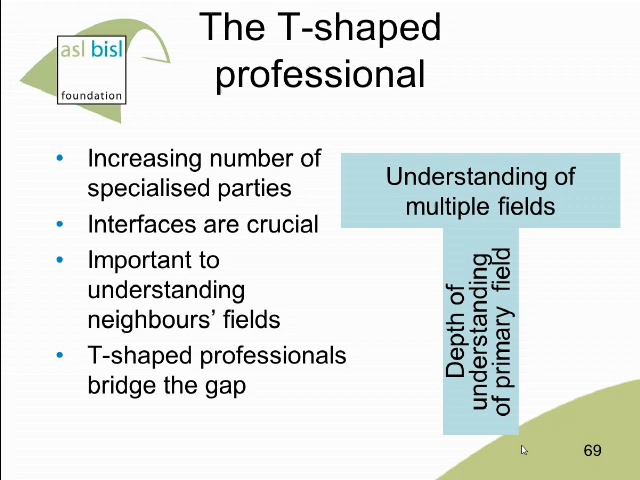 The T-shaped
professional
asl bisl
foundation
• Increasing number of
specialised parties
• Interfaces are crucial
• Important to
understanding
neighbours’ fields
• T-shaped professionals
bridge the gap
Understanding of
multiple fields
Depth of
understanding
of primary field
69